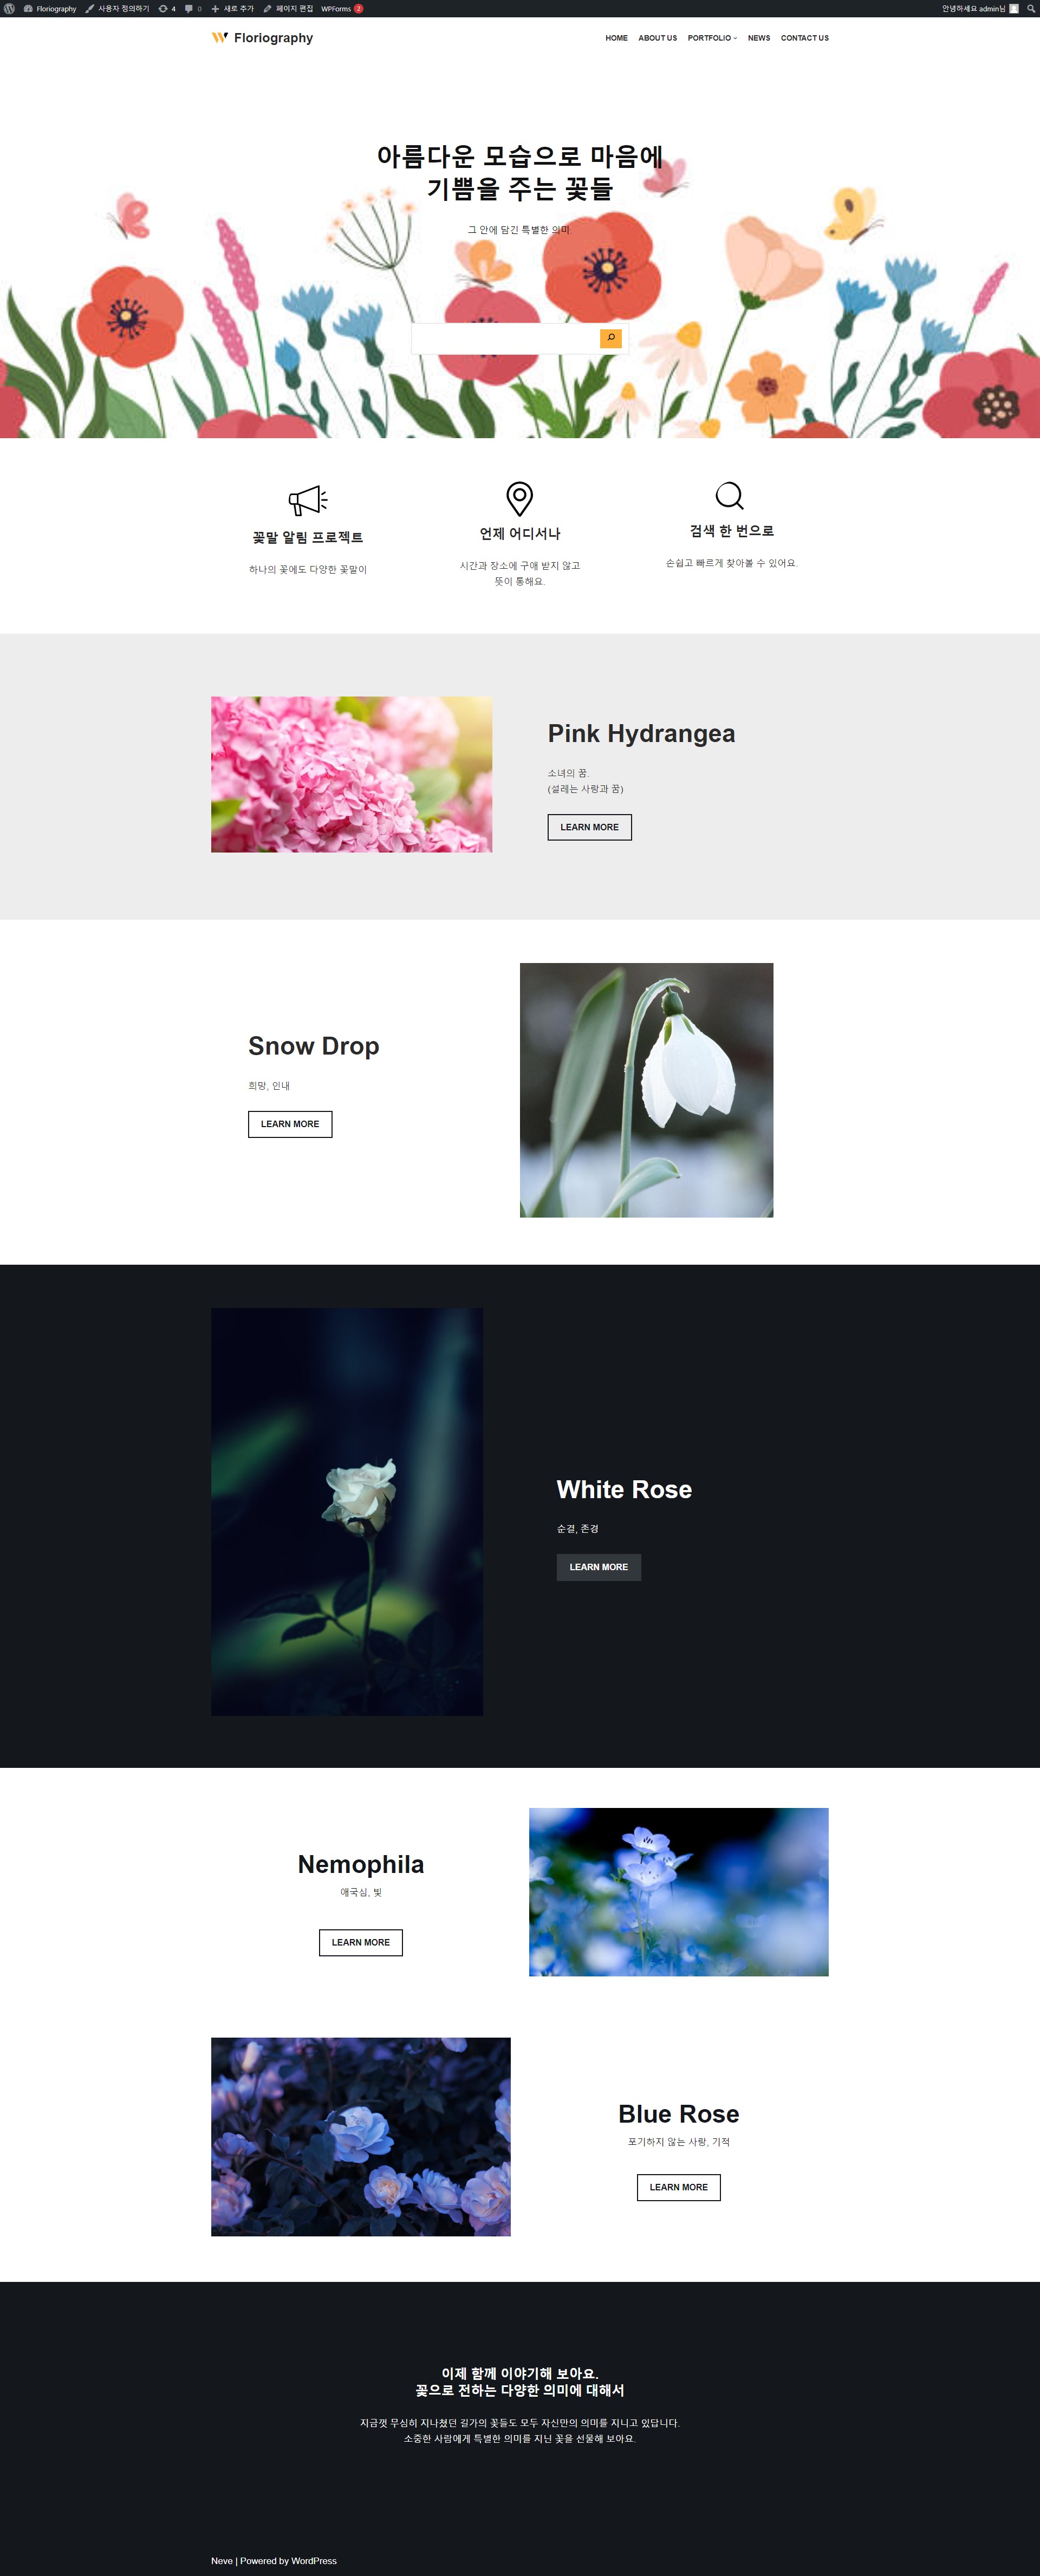 Floriography 사용자 정의하기 4 0 새로 추가 페이지 편집 WPForms 2 안녕하세요 admin님
Floriography HOME ABOUT US PORTFOLIO NEWS CONTACT US
아름다운 모습으로 마음에
기쁨을 주는 꽃들
그 안에 담긴 특별한 의미.
꽃말 알림 프로젝트
하나의 꽃에도 다양한 꽃말이
언제 어디서나
시간과 장소에 구애 받지 않고
뜻이 통해요.
검색 한 번으로
손쉽고 빠르게 찾아볼 수 있어요.
Pink Hydrangea
소녀의 꿈.
(설레는 사랑과 꿈)
LEARN MORE
Snow Drop
희망, 인내
LEARN MORE
White Rose
순결, 존경
LEARN MORE
Nemophila
애국심, 빛
LEARN MORE
Blue Rose
포기하지 않는 사랑, 기적
LEARN MORE
이제 함께 이야기해 보아요.
꽃으로 전하는 다양한 의미에 대해서
지금껏 무심히 지나쳤던 길가의 꽃들도 모두 자신만의 의미를 지니고 있답니다.
소중한 사람에게 특별한 의미를 지닌 꽃을 선물해 보아요.
Neve | Powered by WordPress